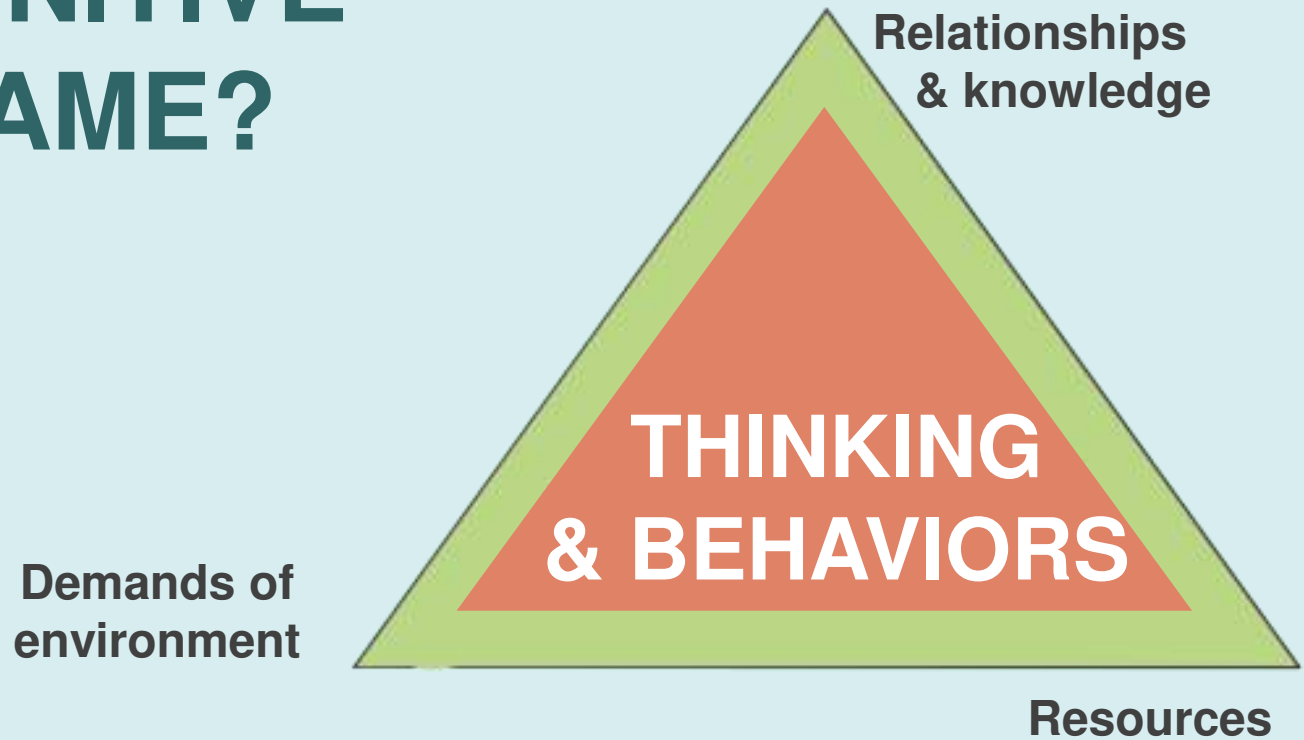 AME?
Relationships
& knowledge
THINKING
& BEHAVIORS
Demands of
environment
Resources